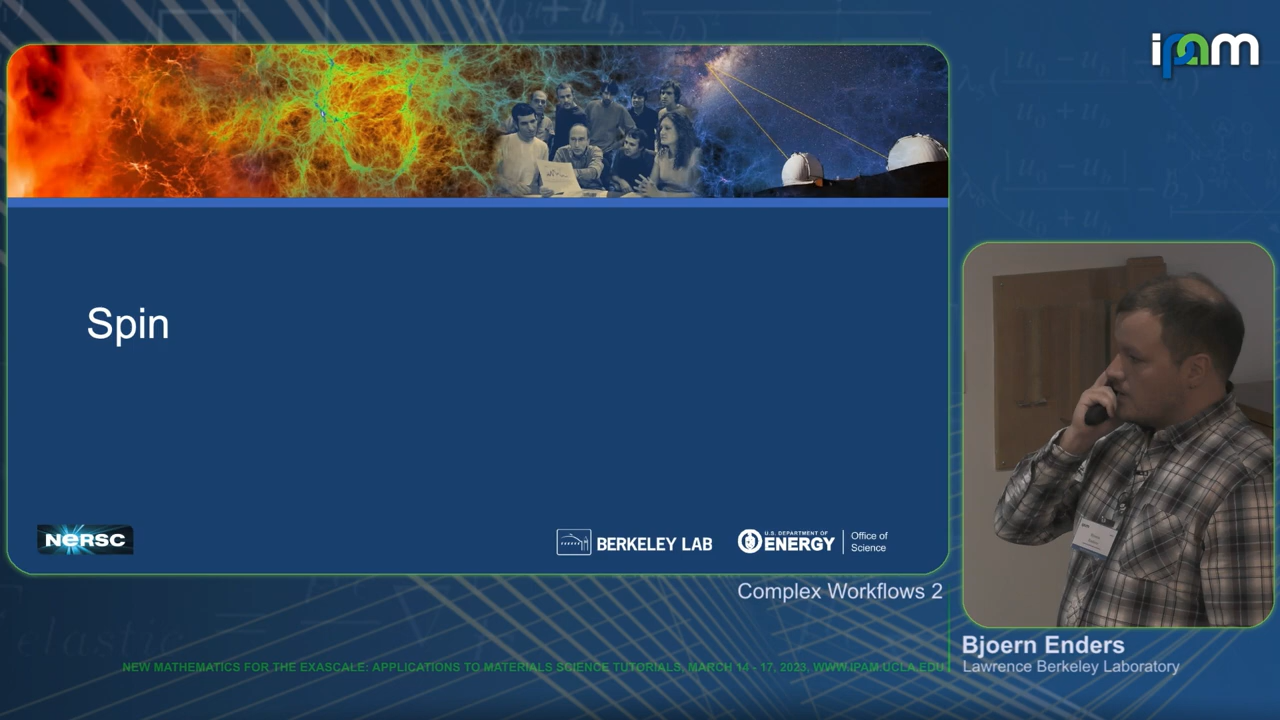 ipam
Spin
NERSC
BERKELEY LAB
U.S. DEPARTMENT OF
ENERGY
Office of
Science
Complex Workflows 2
Bjoern Enders
Lawrence Berkeley Laboratory
NEW MATHEMATICS FOR THE EXASCALE: APPLICATIONS TO MATERIALS SCIENCE TUTORIALS, MARCH 14 - 17, 2023, WWW.IPAM.UCLA.EDU
elastic